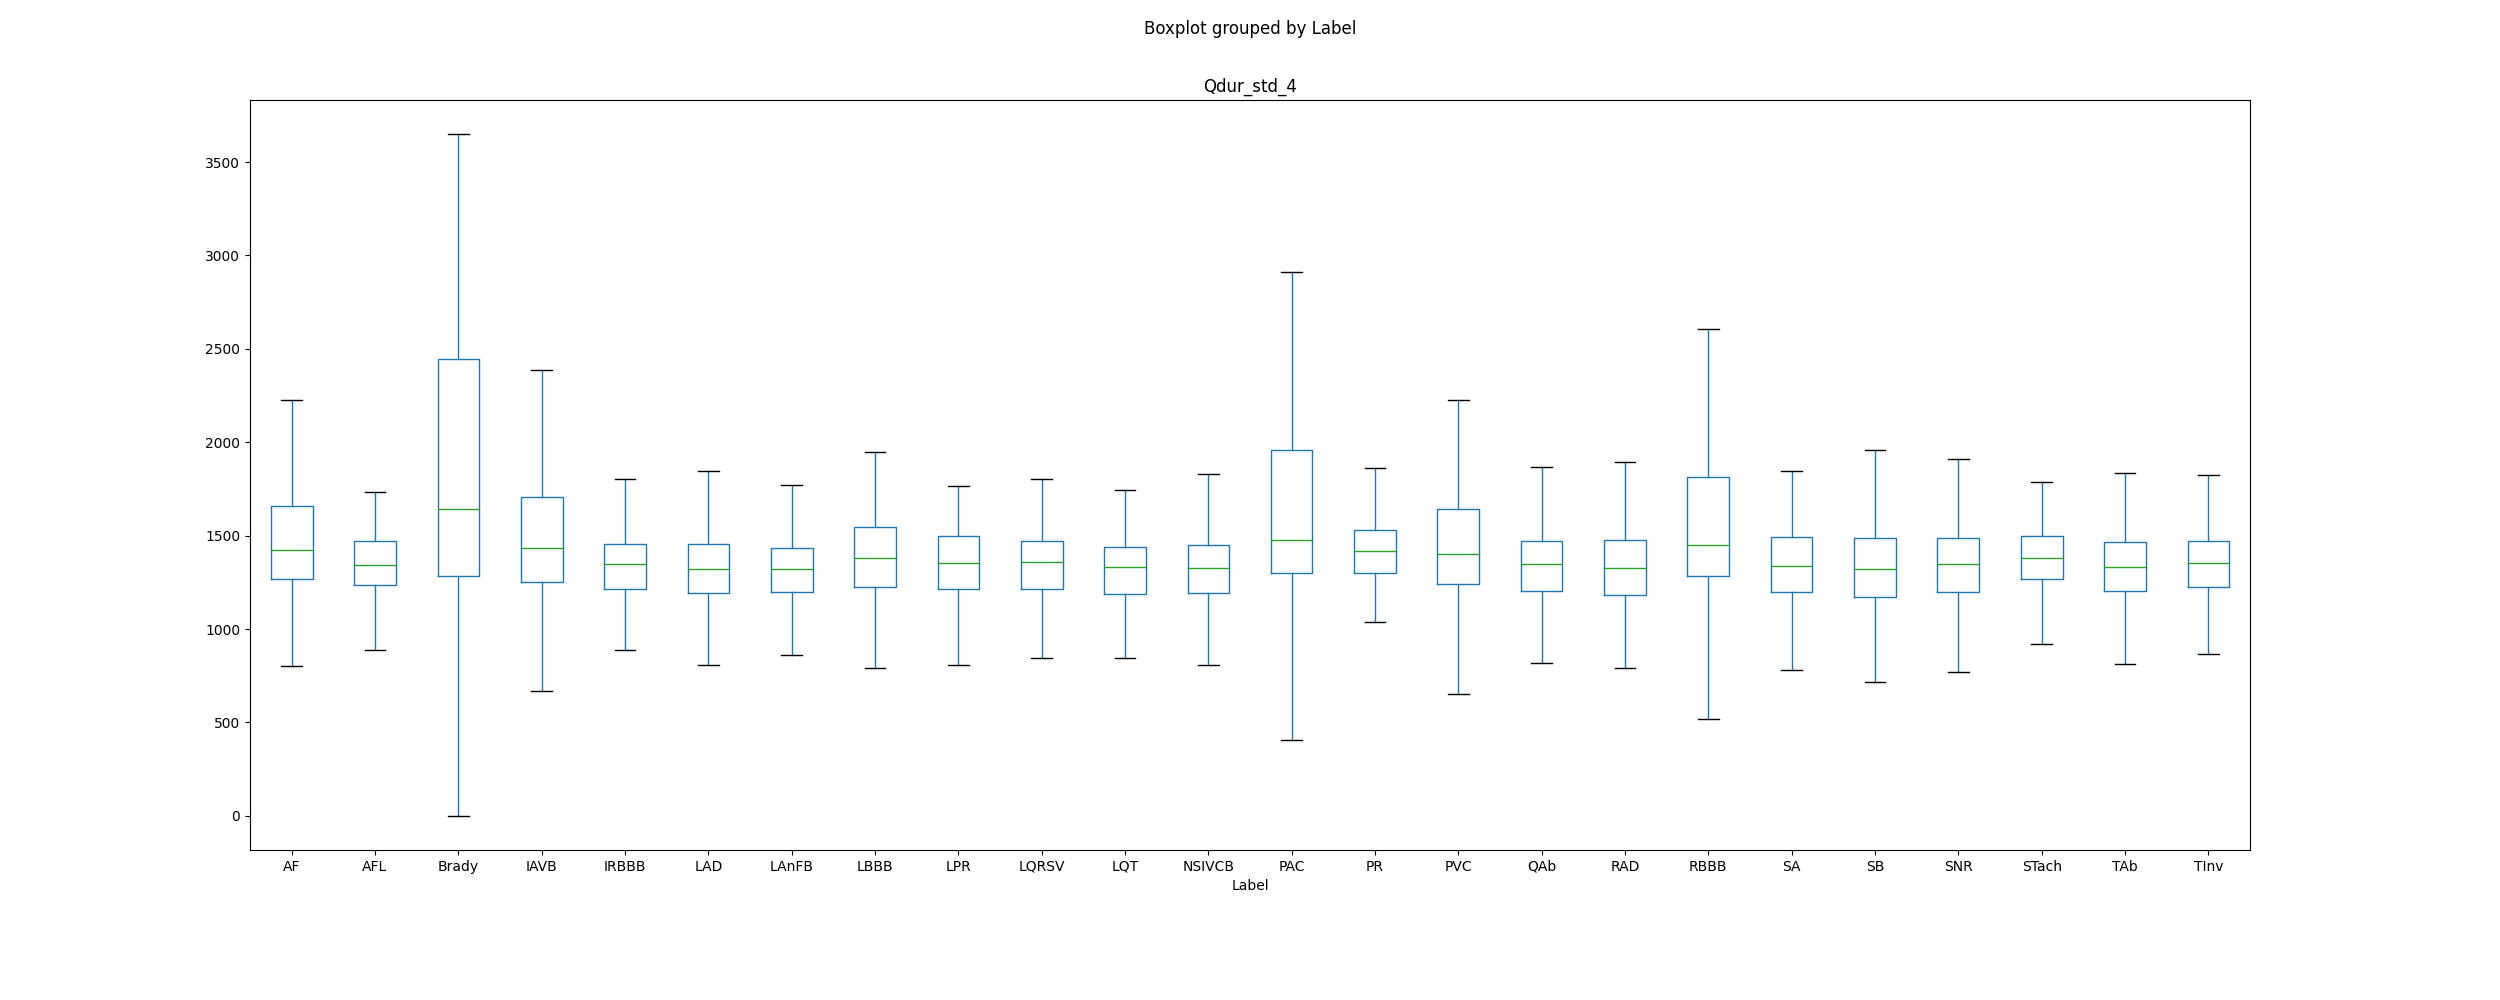 Boxplot grouped by Label
Qdur_std_4
3500
3000
2500
2000
1500
1000
500
0
AF AFL Brady IAVB IRBBB LAD LAnFB LBBB LPR LQRSV LQT NSIVCB PAC PR PVC QAb RAD RBBB SA SB SNR STach TAb TInv
Label